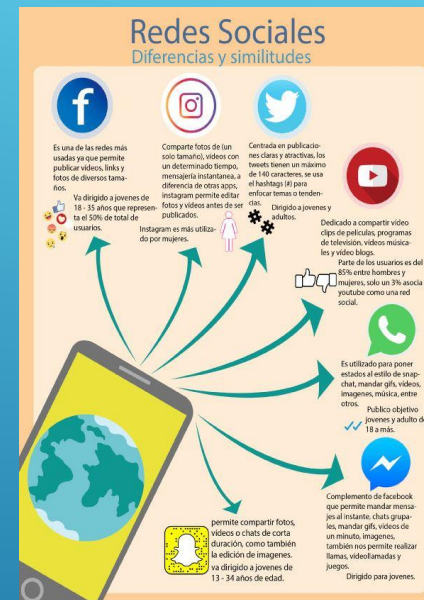 Redes Sociales
Diferencias y similitudes
Es una de las redes más
usadas ya que permite
publicar videos, links y
fotos de diversos tama-
ños.
Va dirigido a jovenes de
18 - 35 años que represen-
ta el 50% de total de
usuarios.
Comparte fotos de (un
solo tamaño), vídeos con
un determinado tiempo,
mensajería instantanea, a
diferencia de otras apps,
instagram permite editar
fotos y vídeos antes de ser
publicados.
Instagram es más utiliza-
do por mujeres.
Centrada en publicacio-
nes claras y atractivas, los
tweets tienen un máximo
de 140 caracteres, se usa
el hashtags (#) para
enfocar temas o tenden-
cias.
Dirigido a jovenes y
adultos.
Dedicado a compartir vídeo
clips de peliculas, programas
de televisión, vídeos música-
les y vídeo blogs.
Parte de los usuarios es del
85% entre hombres y
mujeres, solo un 3% asocia
youtube como una red
social.
Es utilizado para poner
estados al estilo de snap-
chat, mandar gifs, vídeos,
imagenes, música, entre
otros.
Publico objetivo
jovenes y adulto de
18 a más.
Complemento de facebook
que permite mandar mensa-
jes al instante, chats grupa-
les, mandar gifs, videos de
un minuto, imagenes,
también nos permite realizar
llamas, vídeollamadas y
juegos.
Dirigido para jovenes.
permite compartir fotos,
vídeos o chats de corta
duración, como también
la edición de imagenes.
va dirigido a jovenes de
13 - 34 años de edad.